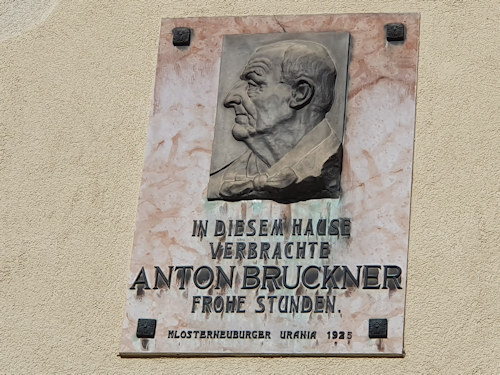 IN DIESEM HAUSE
VERBRACHTE
ANTON BRUCKNER
FROHE STUNDEN.
KLOSTERNEUBURGER URANIA 1925